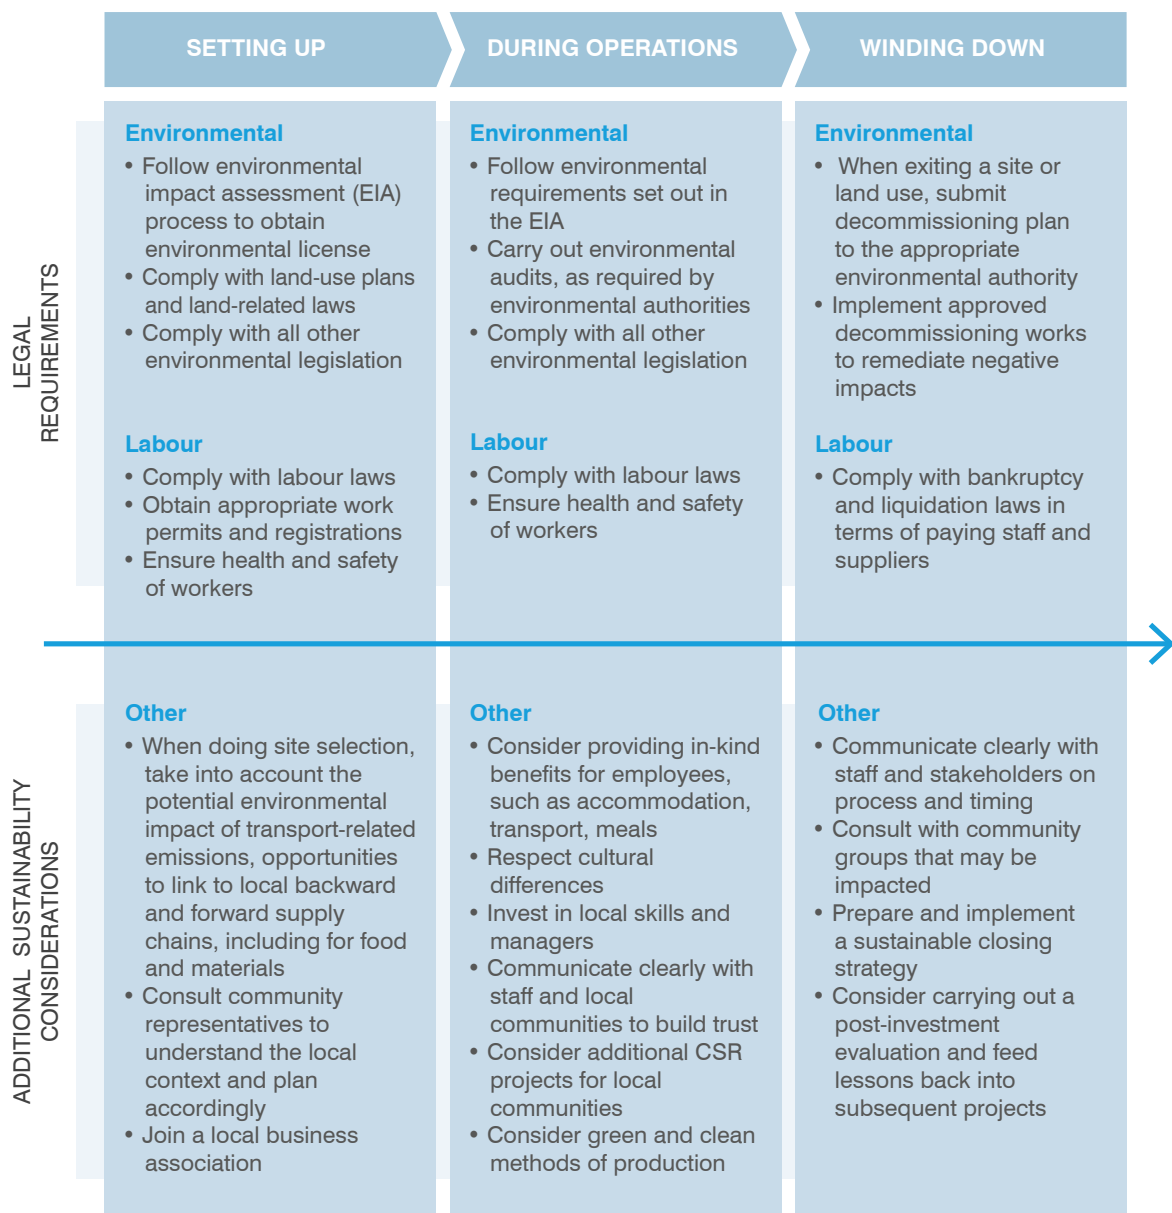 SETTING UP
DURING OPERATIONS
WINDING DOWN
LEGAL
REQUIREMENTS
Environmental
• Follow environmental
impact assessment (EIA)
process to obtain
environmental license
• Comply with land-use plans
and land-related laws
• Comply with all other
environmental legislation
Labour
• Comply with labour laws
• Obtain appropriate work
permits and registrations
• Ensure health and safety
of workers
Environmental
• Follow environmental
requirements set out in
the EIA
• Carry out environmental
audits, as required by
environmental authorities
• Comply with all other
environmental legislation
Labour
• Comply with labour laws
• Ensure health and safety
of workers
Environmental
• When exiting a site or
land use, submit
decommissioning plan
to the appropriate
environmental authority
• Implement approved
decommissioning works
to remediate negative
impacts
Labour
• Comply with bankruptcy
and liquidation laws in
terms of paying staff and
suppliers
ADDITIONAL SUSTAINABILITY
CONSIDERATIONS
Other
• When doing site selection,
take into account the
potential environmental
impact of transport-related
emissions, opportunities
to link to local backward
and forward supply
chains, including for food
and materials
• Consult community
representatives to
understand the local
context and plan
accordingly
• Join a local business
association
Other
• Consider providing in-kind
benefits for employees,
such as accommodation,
transport, meals
• Respect cultural
differences
• Invest in local skills and
managers
• Communicate clearly with
staff and local
communities to build trust
• Consider additional CSR
projects for local
communities
• Consider green and clean
methods of production
Other
• Communicate clearly with
staff and stakeholders on
process and timing
• Consult with community
groups that may be
impacted
• Prepare and implement
a sustainable closing
strategy
• Consider carrying out a
post-investment
evaluation and feed
lessons back into
subsequent projects